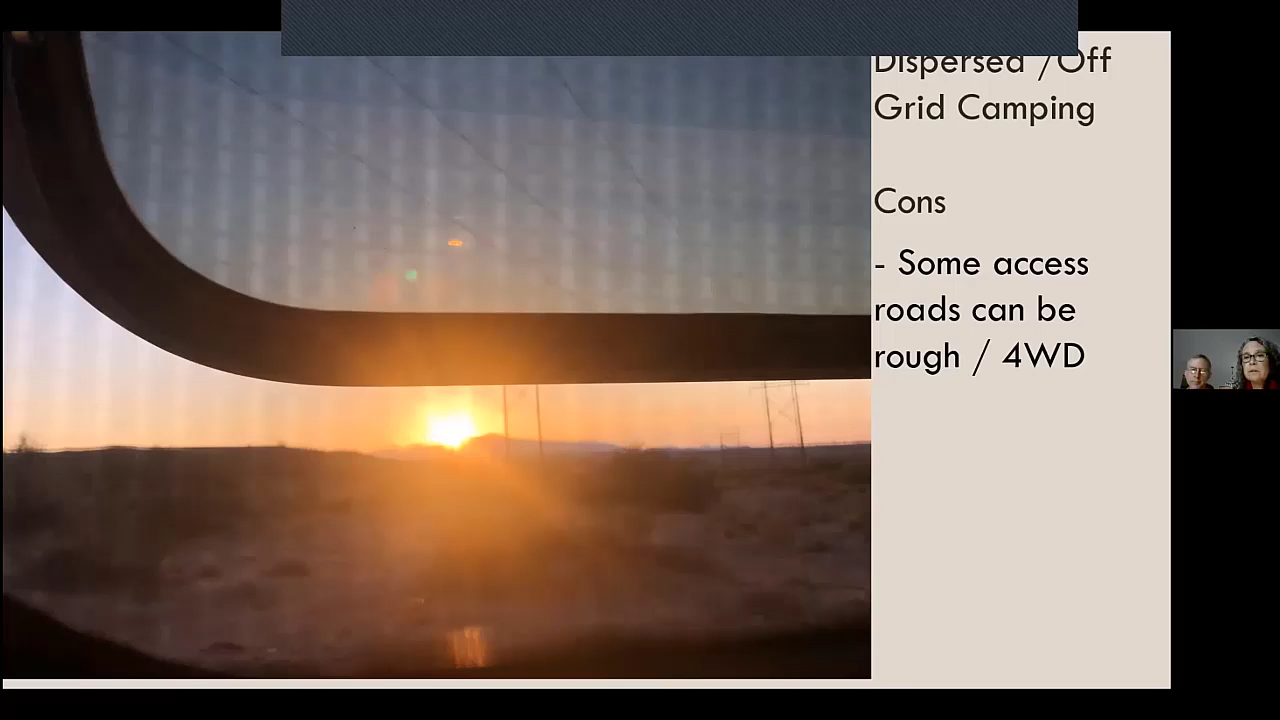 Dispersed /Off
Grid Camping
Cons
- Some access
roads can be
rough / 4WD